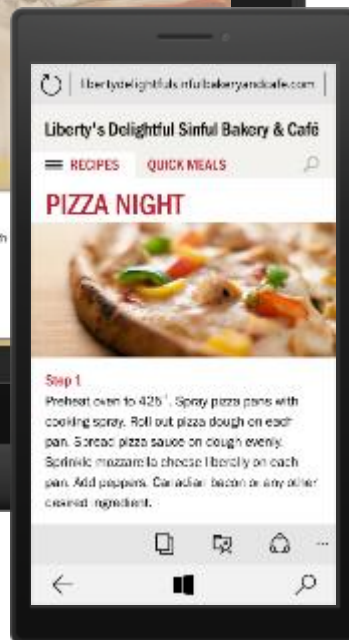 libertydelightfulsinfulbakeryandcafe.com
Liberty's Delightful Sinful Bakery & Café
RECIPES QUICK MEALS
PIZZA NIGHT
Step 1
Preheat oven to 425°. Spray pizza pans with
cooking spray. Roll out pizza dough on each
pan. Spread pizza sauce on dough evenly.
Sprinkle mozzarella cheese liberally on each
pan. Add peppers, Canadian bacon or any other
desired ingredient.